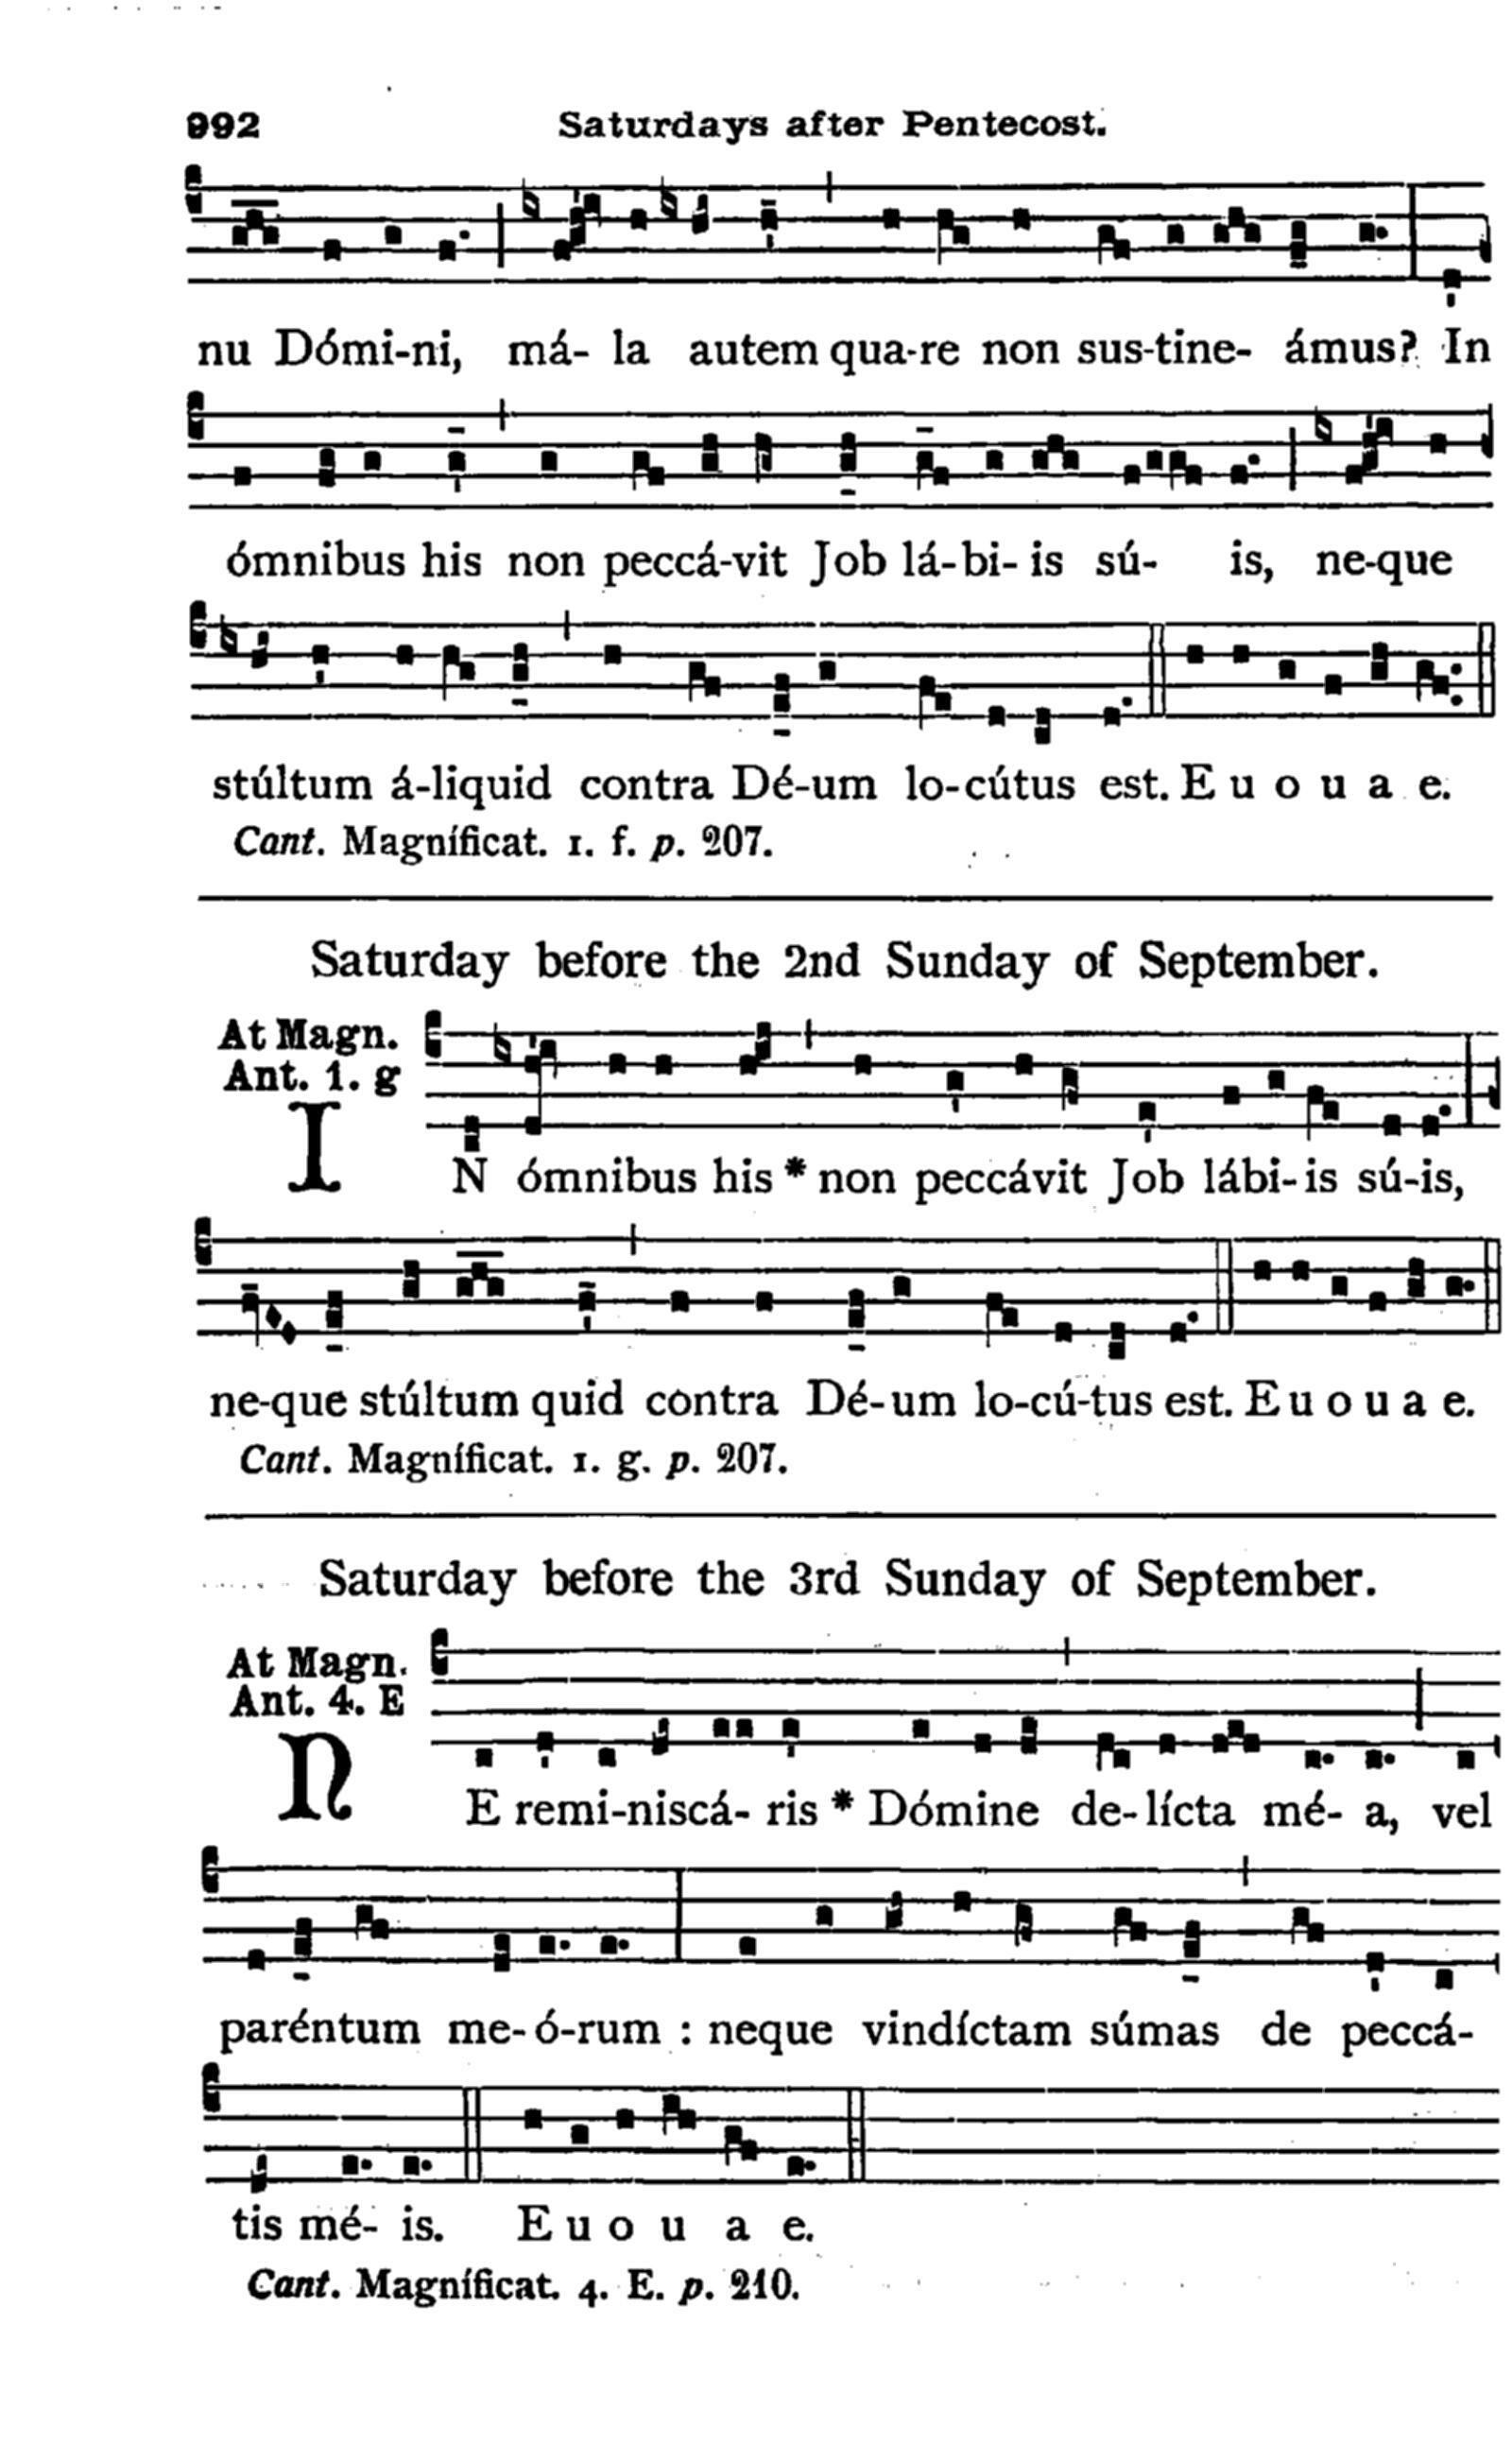 992 Saturdays after Pentecost.
nu Dómi-ni, má- la autem qua-re non sus-tine- ámus? In
ómnibus his non peccá-vit Job lá-bi- is sú- is, ne-que
stúltum á-liquid contra Dé-um lo-cútus est. E u o u a e.
Cant. Magníficat. 1. f. p. 207.
Saturday before the 2nd Sunday of September.
At Magn.
Ant. 1. g
IN ómnibus his * non peccávit Job lábi- is sú-is,
ne-que stúltum quid contra Dé-um lo-cú-tus est. E u o u a e.
Cant. Magníficat. 1. g. p. 207.
Saturday before the 3rd Sunday of September.
At Magn.
Ant. 4. E
NE remi-niscá- ris * Dómine de- lícta mé- a, vel
paréntum me- ó-rum : neque vindíctam súmas de peccá-
tis mé- is. E u o u a e.
Cant. Magníficat. 4. E. p. 210.